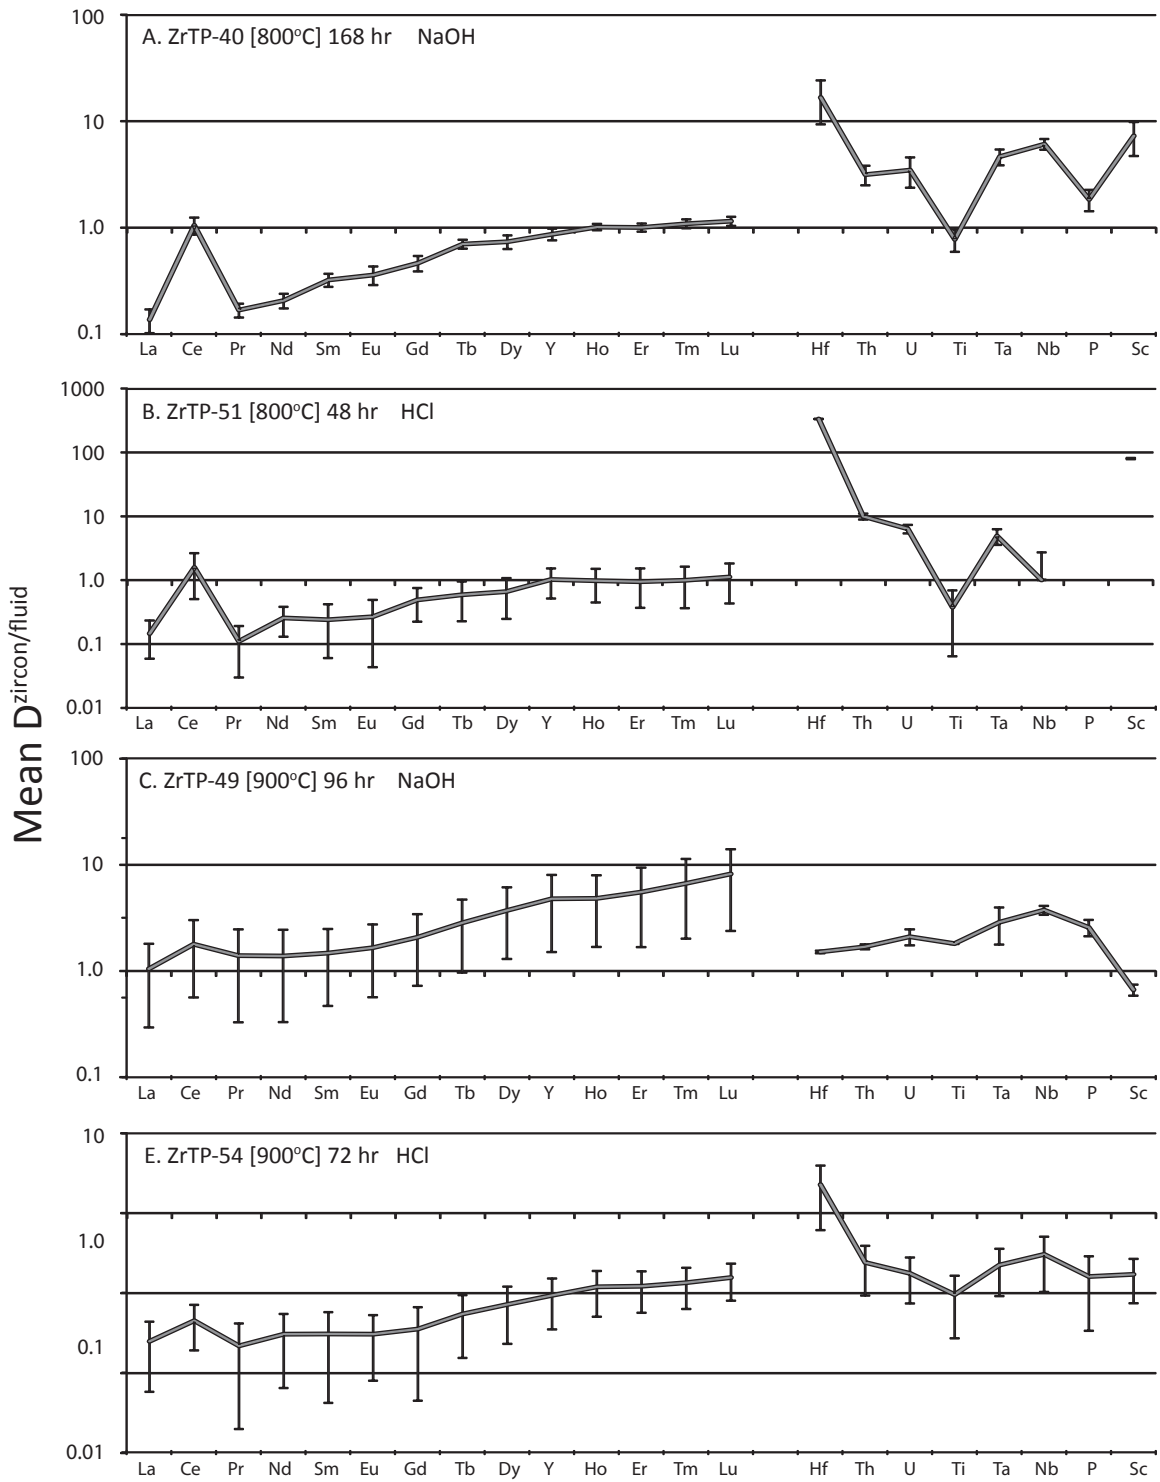 Mean D^zircon/fluid
100
A. ZrTP-40 [800°C] 168 hr NaOH
10
1.0
0.1
La Ce Pr Nd Sm Eu Gd Tb Dy Y Ho Er Tm Lu Hf Th U Ti Ta Nb P Sc
1000
B. ZrTP-51 [800°C] 48 hr HCl
100
10
1.0
0.1
0.01
La Ce Pr Nd Sm Eu Gd Tb Dy Y Ho Er Tm Lu Hf Th U Ti Ta Nb P Sc
100
C. ZrTP-49 [900°C] 96 hr NaOH
10
1.0
0.1
La Ce Pr Nd Sm Eu Gd Tb Dy Y Ho Er Tm Lu Hf Th U Ti Ta Nb P Sc
10
E. ZrTP-54 [900°C] 72 hr HCl
1.0
0.1
0.01
La Ce Pr Nd Sm Eu Gd Tb Dy Y Ho Er Tm Lu Hf Th U Ti Ta Nb P Sc